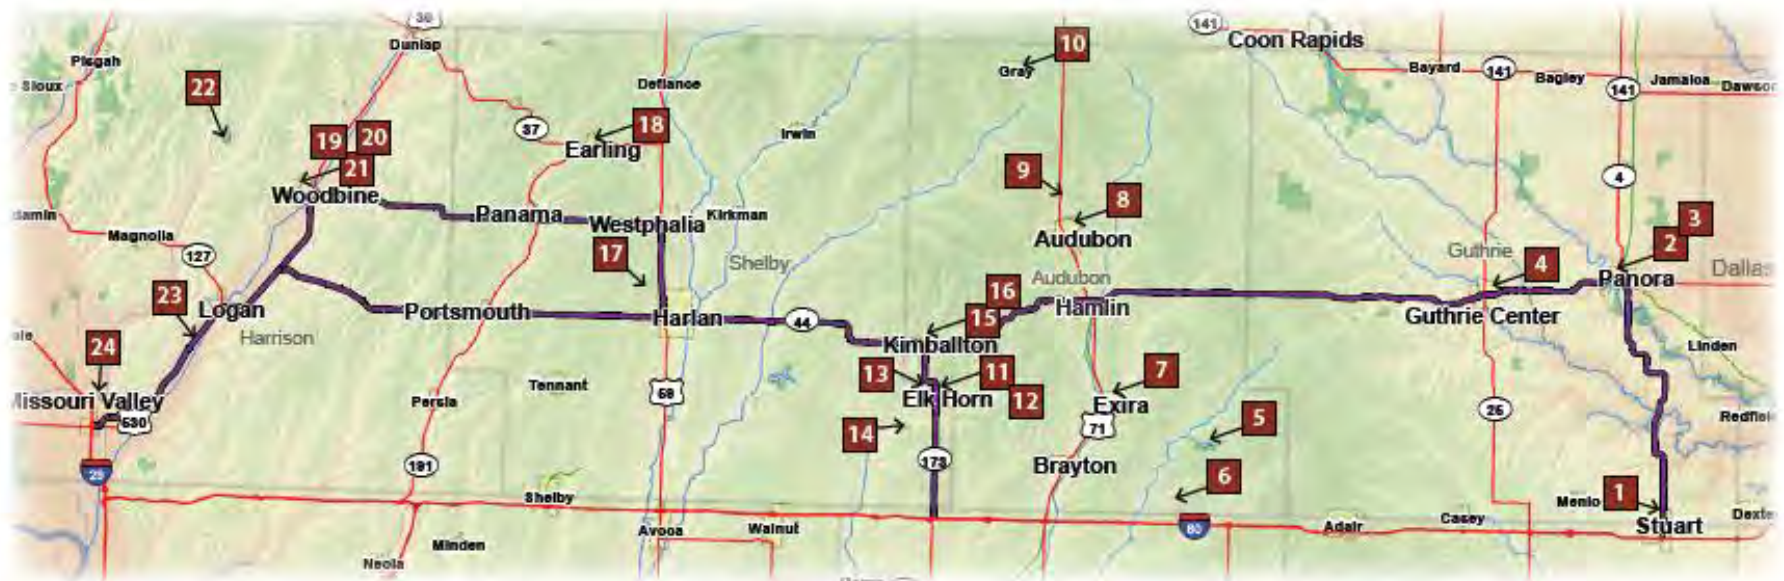 30
141
Coon Rapids
10
Dunlap
Pisgah
Gray
Bayard
141
Bagley
Jamaica
Sioux
22
Defiance
141
37
18
Irwin
19
20
Earling
21
9
4
Woodbine
8
Panama
Westphalia
Kirkman
3
Magnolia
Audubon
2
127
17
Shelby
Guthrie
4
Panora
Dallas
Audubon
23
16
Logan
Portsmouth
Harlan
44
15
Hamlin
Guthrie Center
Harrison
Kimballton
Linden
24
13
11
7
Tennant
59
Elk Horn
12
Exira
Missouri Valley
Persia
25
5
530
14
71
191
173
Brayton
6
29
Shelby
Menlo
1
Avoca
Walnut
80
Adair
Casey
Stuart
Minden
Neola